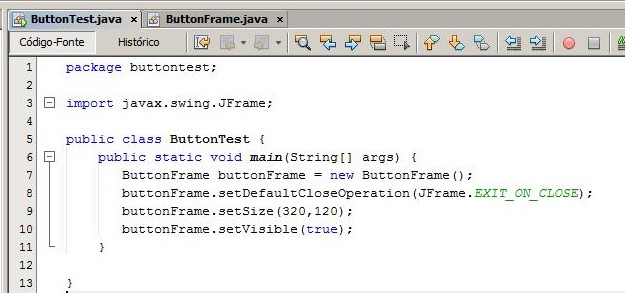 ButtonTest.java × ButtonFrame.java ×
Código-Fonte Histórico
1 package buttontest;
2
3 import javax.swing.JFrame;
4
5 public class ButtonTest {
6 public static void main(String[] args) {
7 ButtonFrame buttonFrame = new ButtonFrame();
8 buttonFrame.setDefaultCloseOperation(JFrame.EXIT_ON_CLOSE);
9 buttonFrame.setSize(320,120);
10 buttonFrame.setVisible(true);
11 }
12
13 }